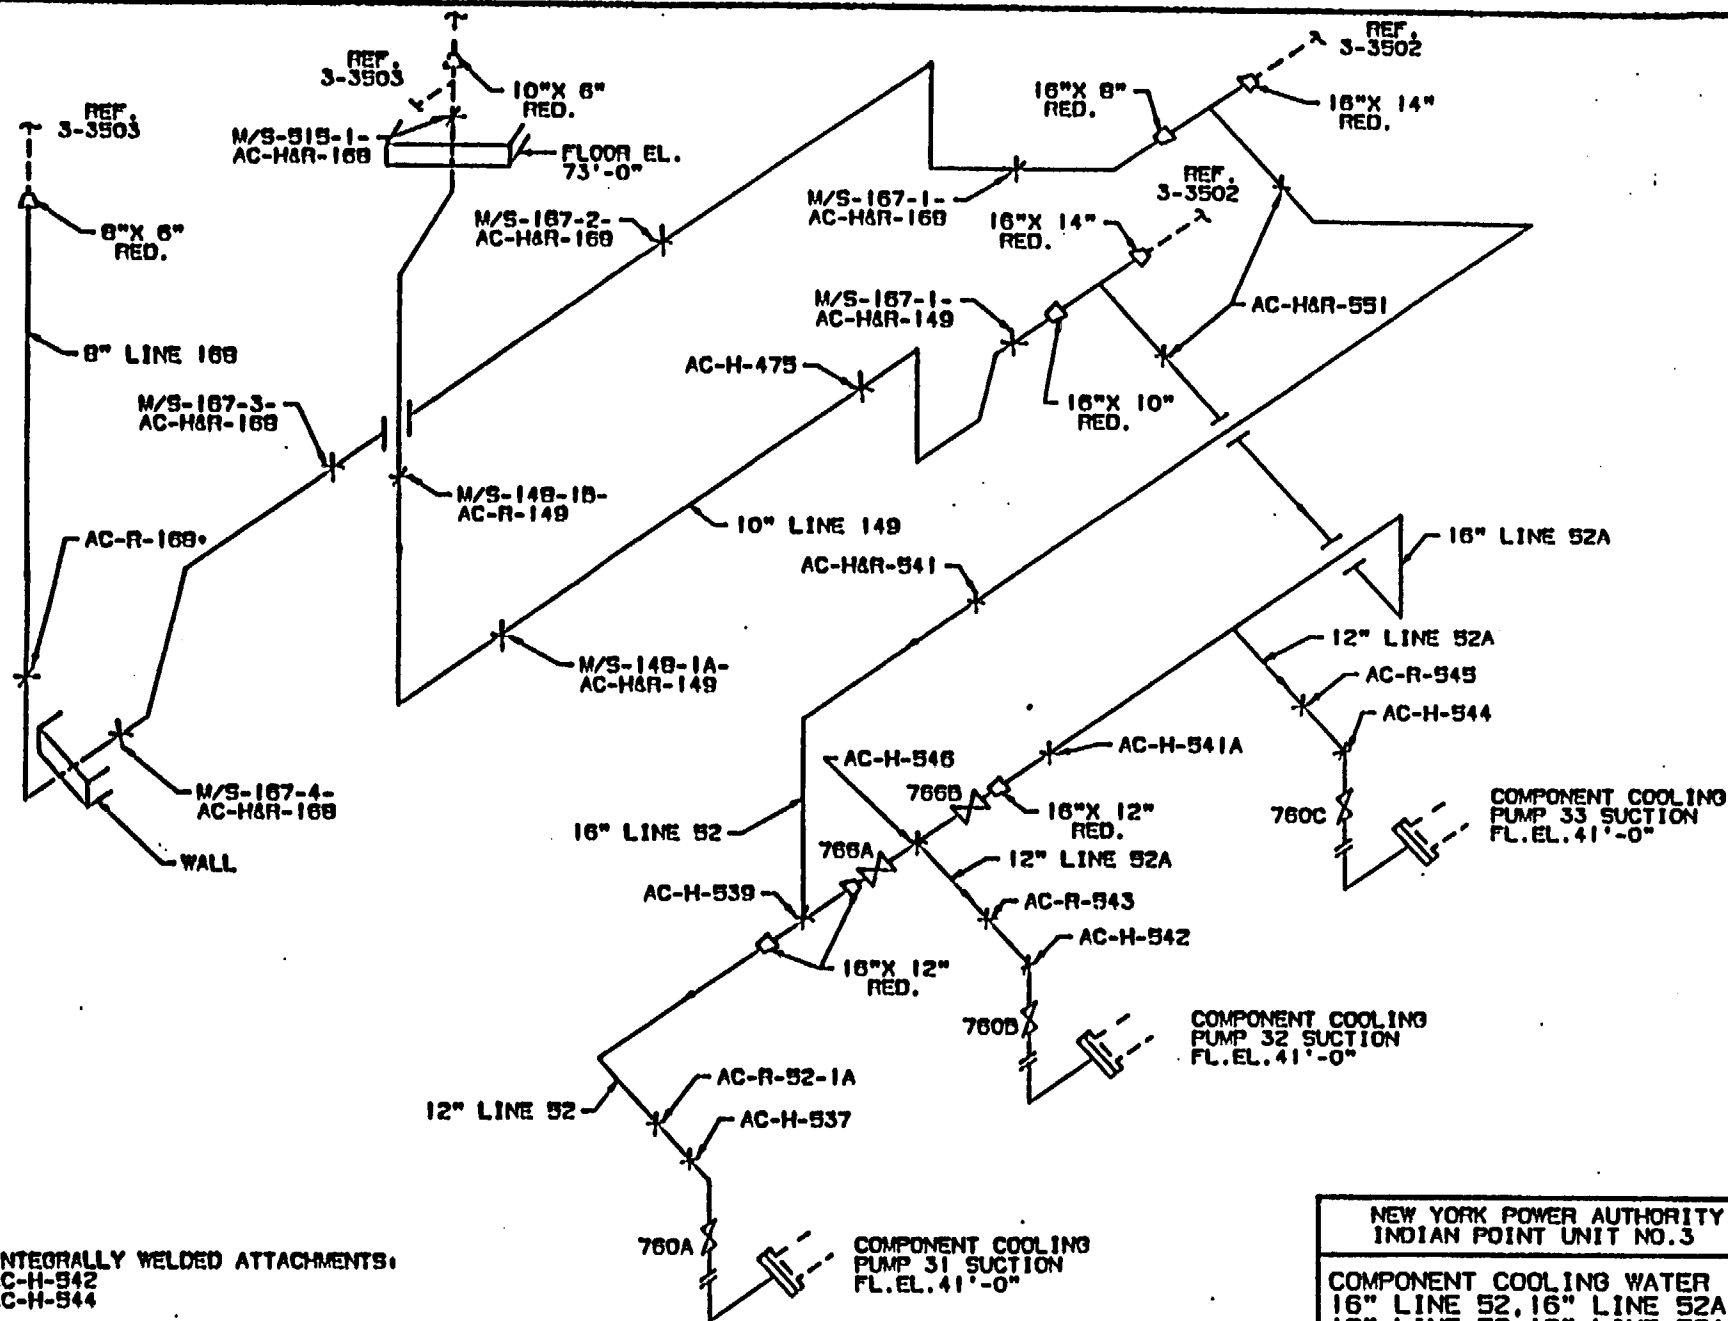 REF.
3-3503
8"X 6"
RED.
8" LINE 168
REF.
3-3503
10"X 6"
RED.
M/S-515-1-
AC-H&R-168
FLOOR EL.
73'-0"
M/S-167-2-
AC-H&R-168
M/S-167-1-
AC-H&R-168
16"X 8"
RED.
REF.
3-3502
16"X 14"
RED.
REF.
3-3502
16"X 14"
RED.
M/S-167-1-
AC-H&R-149
AC-H&R-551
AC-H-475
16"X 10"
RED.
M/S-167-3-
AC-H&R-168
M/S-148-1B-
AC-R-149
10" LINE 149
AC-R-168
AC-H&R-541
16" LINE 52A
M/S-148-1A-
AC-H&R-149
12" LINE 52A
AC-R-545
AC-H-544
AC-H-546
AC-H-541A
M/S-167-4-
AC-H&R-168
WALL
766B
16"X 12"
RED.
760C
COMPONENT COOLING
PUMP 33 SUCTION
FL.EL.41'-0"
16" LINE 52
766A
12" LINE 52A
AC-H-539
AC-R-543
AC-H-542
16"X 12"
RED.
760B
COMPONENT COOLING
PUMP 32 SUCTION
FL.EL.41'-0"
AC-R-52-1A
12" LINE 52
AC-H-537
760A
COMPONENT COOLING
PUMP 31 SUCTION
FL.EL.41'-0"
NTEGRALLY WELDED ATTACHMENTS:
C-H-542
C-H-544
NEW YORK POWER AUTHORITY
INDIAN POINT UNIT NO.3
COMPONENT COOLING WATER
16" LINE 52,16" LINE 52A